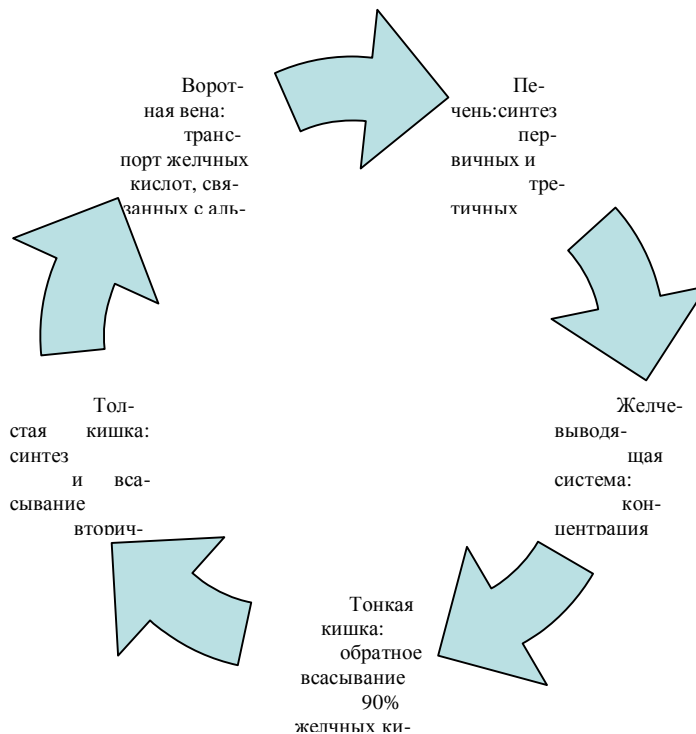 Ворот-
ная вена:
транс-
порт желчных
кислот, свя-
занных с аль-
Пе-
чень:синтез
пер-
вичных и
тре-
тичных
Желче-
выводя-
щая
система:
кон-
центрация
Тонкая
кишка:
обратное
всасывание
90%
желчных ки-
Тол-
стая кишка:
синтез
и вса-
сывание
вторич-